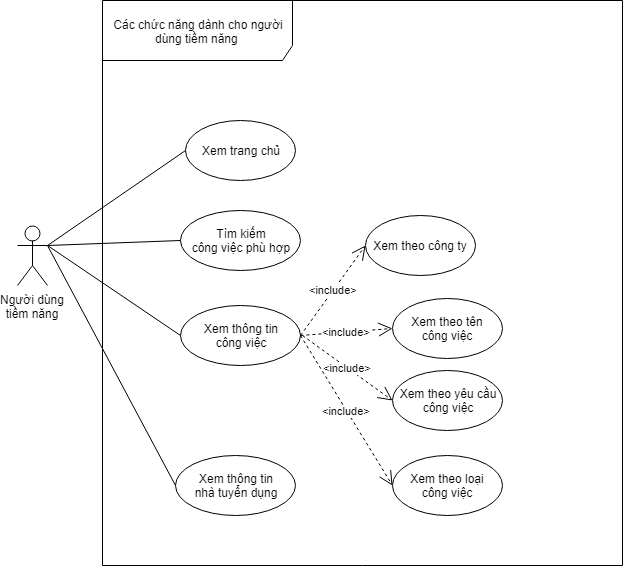 Các chức năng dành cho người
dùng tiềm năng
Xem trang chủ
Tìm kiếm
công việc phù hợp
Người dùng
tiềm năng
Xem thông tin
công việc
Xem thông tin
nhà tuyển dụng
<include>
<include>
<include>
<include>
Xem theo công ty
Xem theo tên
công việc
Xem theo yêu cầu
công việc
Xem theo loại
công việc